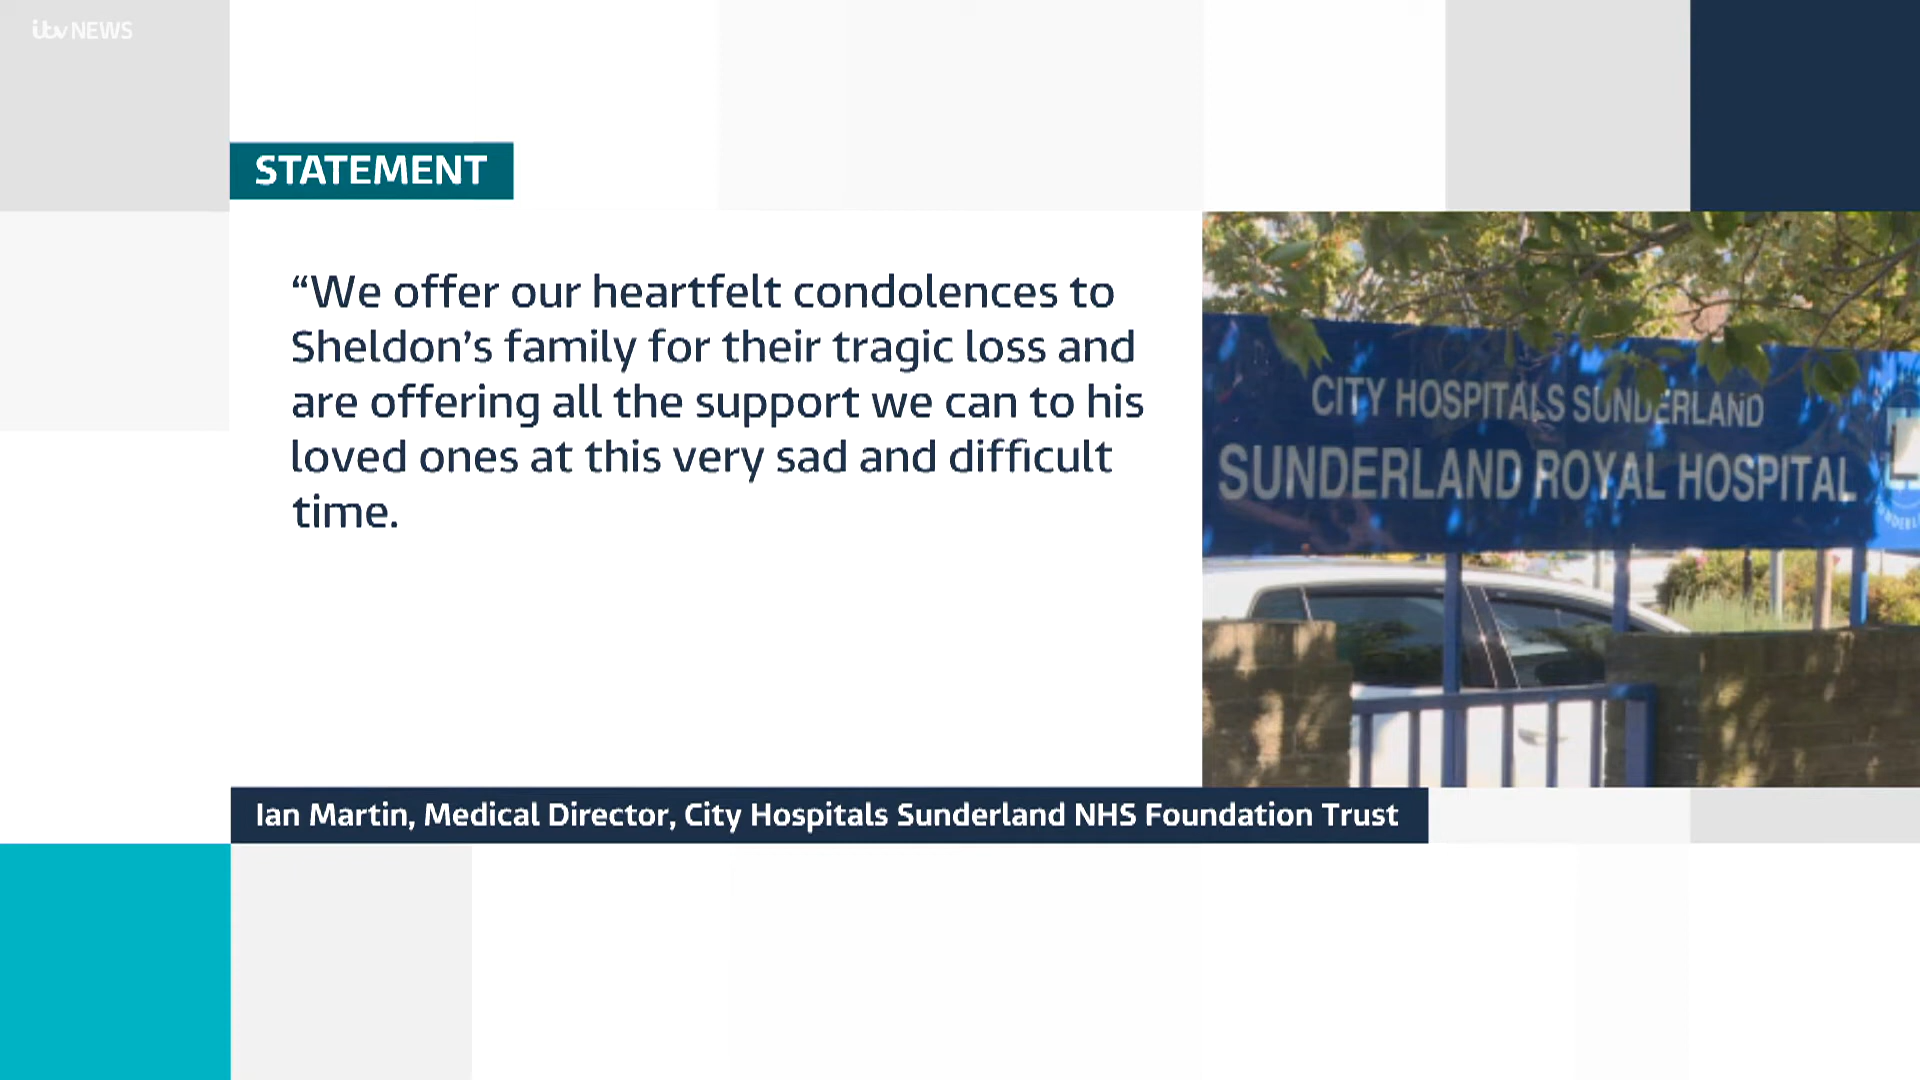 itv NEWS
STATEMENT
“We offer our heartfelt condolences to
Sheldon’s family for their tragic loss and
are offering all the support we can to his
loved ones at this very sad and difficult
time.
CITY HOSPITALS SUNDERLAND
SUNDERLAND ROYAL HOSPITAL
Ian Martin, Medical Director, City Hospitals Sunderland NHS Foundation Trust